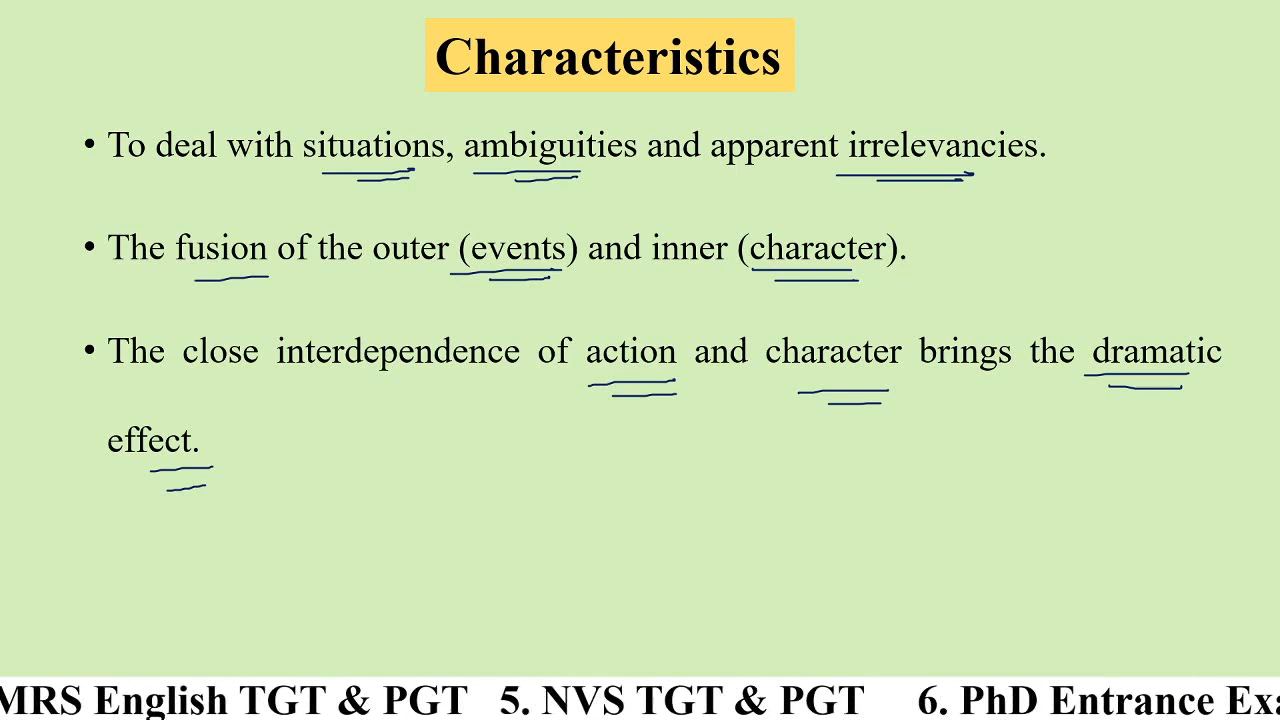 Characteristics
• To deal with situations, ambiguities and apparent irrelevancies.
• The fusion of the outer (events) and inner (character).
• The close interdependence of action and character brings the dramatic
effect.
MRS English TGT & PGT 5. NVS TGT & PGT 6. PhD Entrance Exa